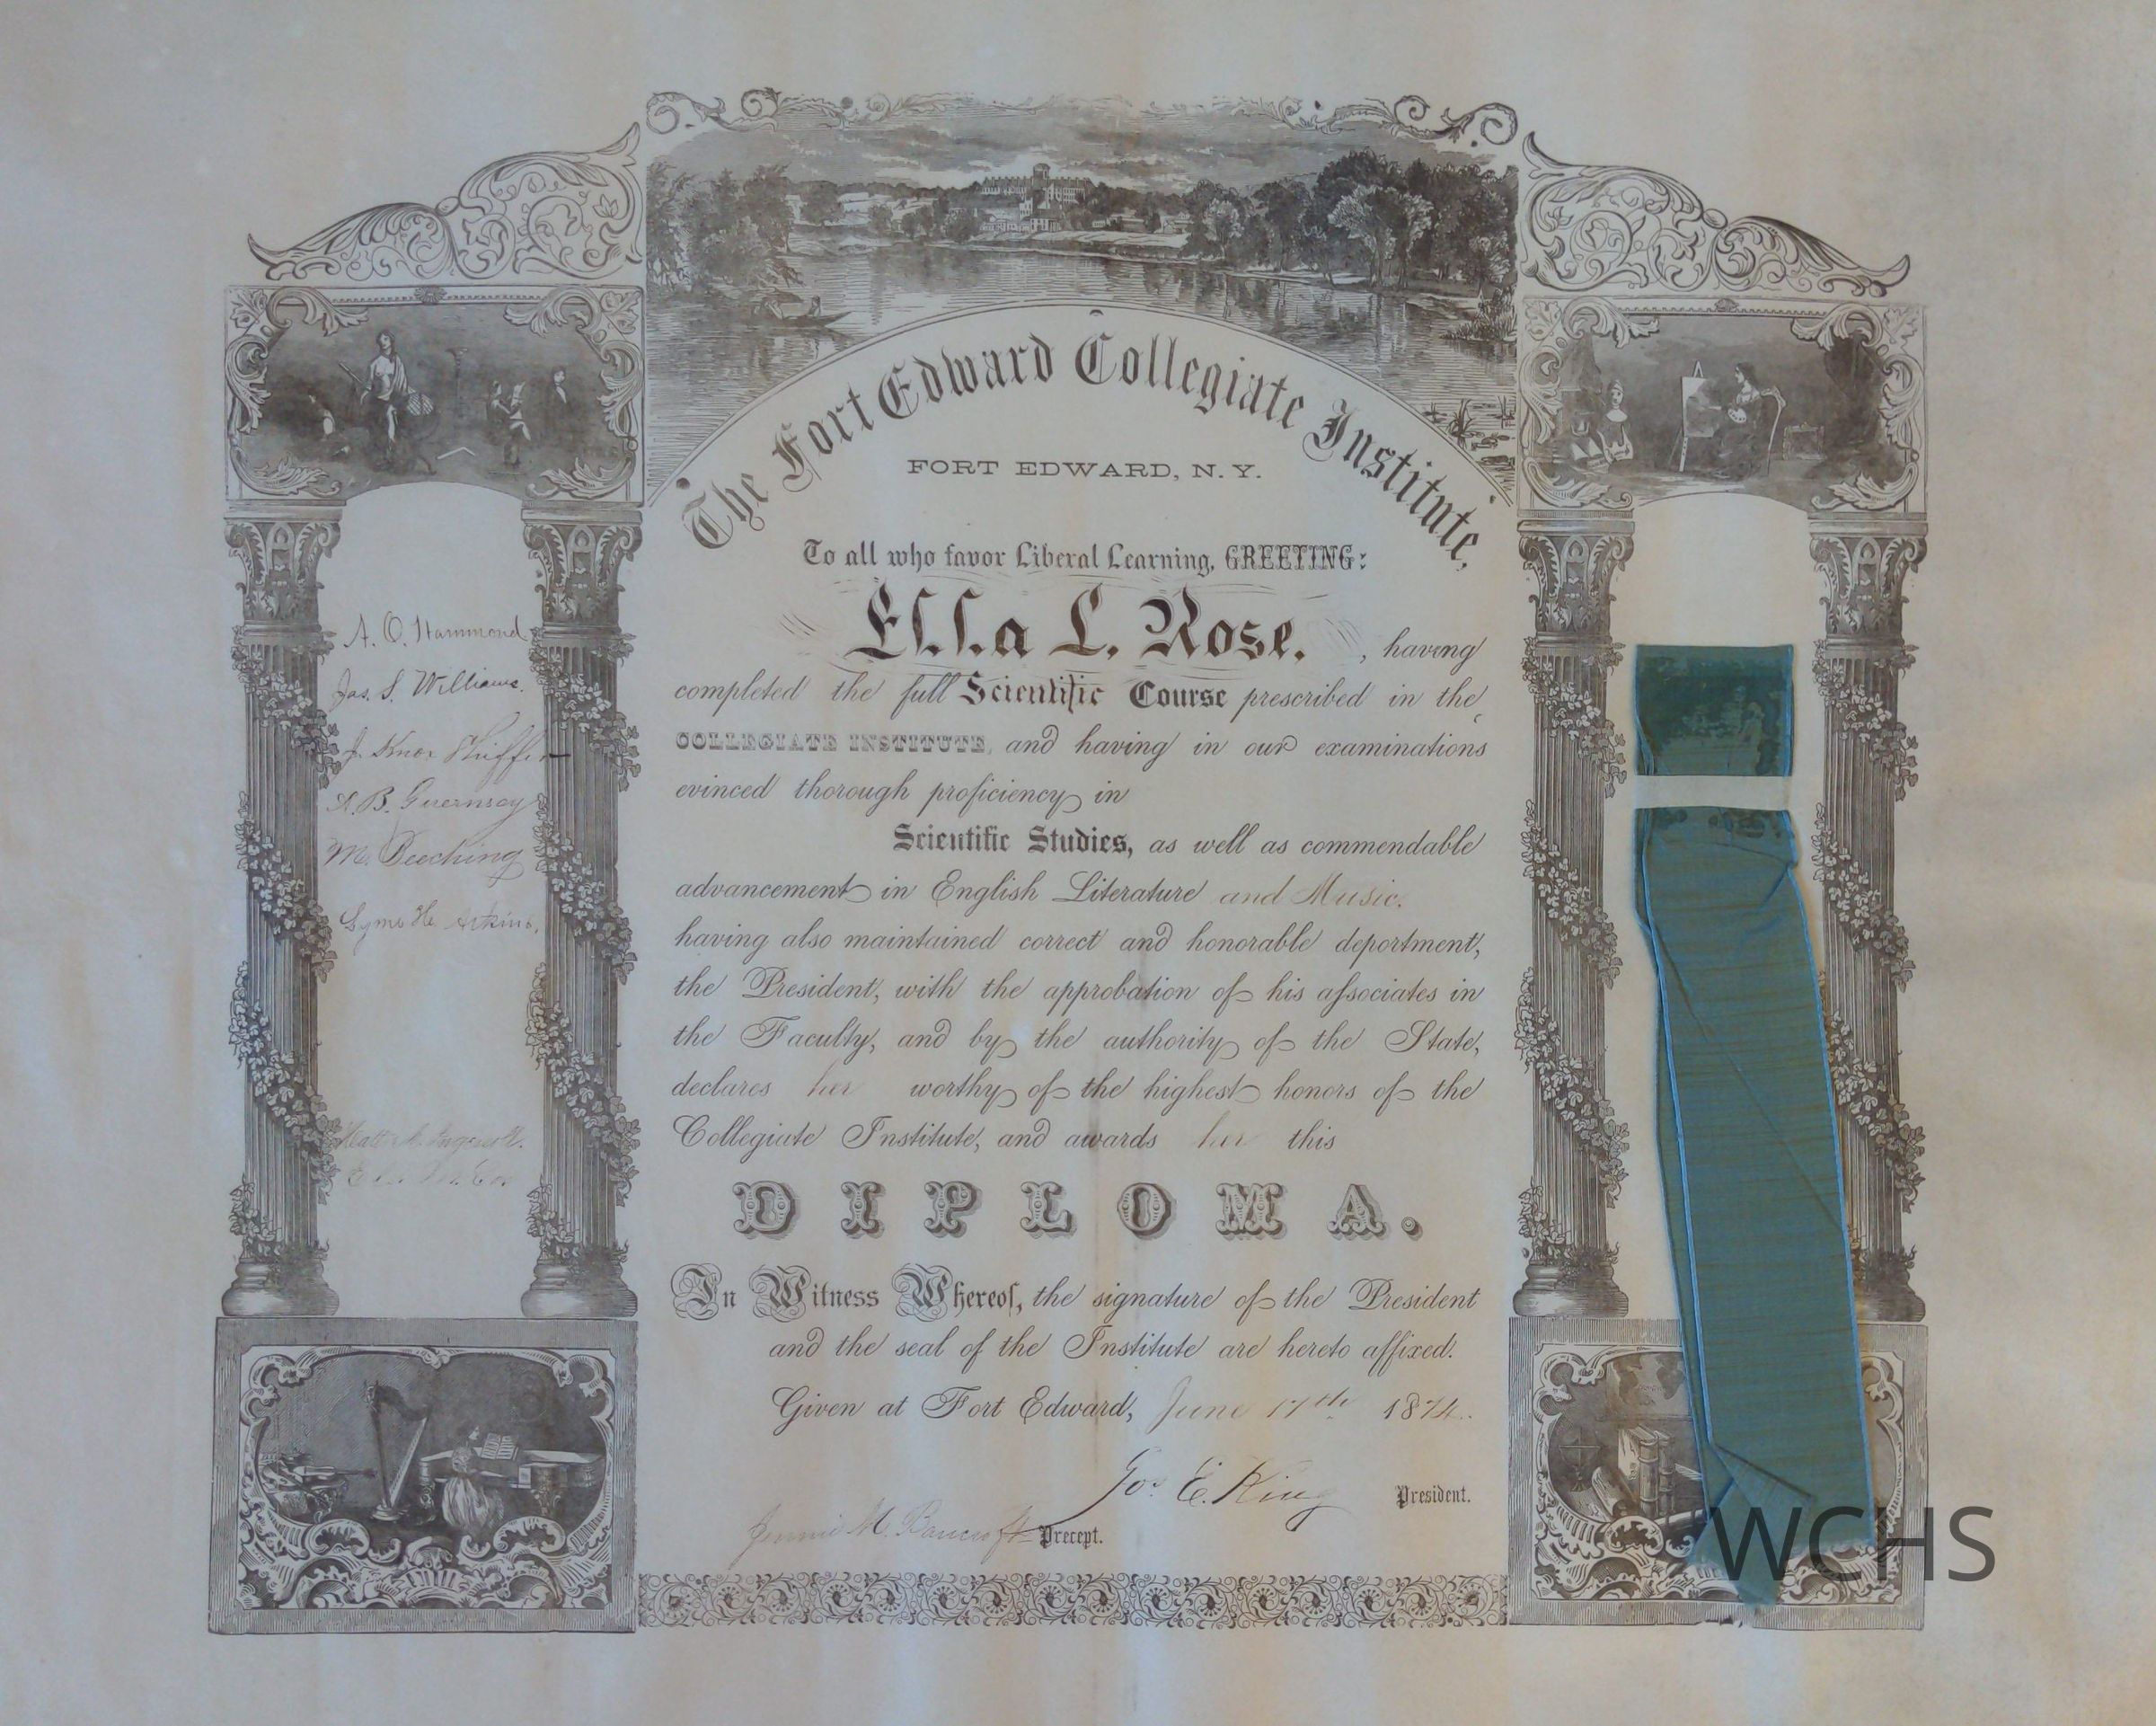 The Fort Edward Collegiate Institute,
FORT EDWARD, N. Y.
To all who favor Liberal Learning, GREETING:
Ella L. Rose. , having
completed the full Scientific Course prescribed in the
COLLEGIATE INSTITUTE, and having in our examinations
evinced thorough proficiency in
Scientific Studies, as well as commendable
advancement in English Literature and Music.
having also maintained correct and honorable deportment,
the President, with the approbation of his associates in
the Faculty, and by the authority of the State,
declares her worthy of the highest honors of the
Collegiate Institute, and awards her this
DIPLOMA.
In Witness Whereof, the signature of the President
and the seal of the Institute are hereto affixed.
Given at Fort Edward, June 17th 1874.
Jos. E. King President.
Jennie M. Bancroft Precept.
A. O. Hammond
Jas. S. Williams.
J. Knox
A. B. Guernsey
M. Beeching
WCHS